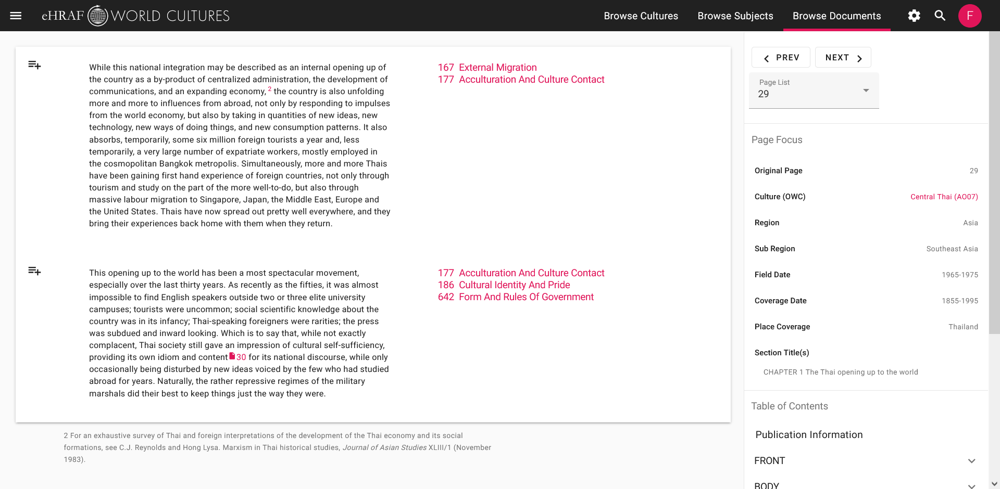 eHRAF WORLD CULTURES
Browse Cultures
Browse Subjects
Browse Documents
F
While this national integration may be described as an internal opening up of
the country as a by-product of centralized administration, the development of
communications, and an expanding economy, 2 the country is also unfolding
more and more to influences from abroad, not only by responding to impulses
from the world economy, but also by taking in quantities of new ideas, new
technology, new ways of doing things, and new consumption patterns. It also
absorbs, temporarily, some six million foreign tourists a year and, less
temporarily, a very large number of expatriate workers, mostly employed in
the cosmopolitan Bangkok metropolis. Simultaneously, more and more Thais
have been gaining first hand experience of foreign countries, not only through
tourism and study on the part of the more well-to-do, but also through
massive labour migration to Singapore, Japan, the Middle East, Europe and
the United States. Thais have now spread out pretty well everywhere, and they
bring their experiences back home with them when they return.
167 External Migration
177 Acculturation And Culture Contact
This opening up to the world has been a most spectacular movement,
especially over the last thirty years. As recently as the fifties, it was almost
impossible to find English speakers outside two or three elite university
campuses; tourists were uncommon; social scientific knowledge about the
country was in its infancy; Thai-speaking foreigners were rarities; the press
was subdued and inward looking. Which is to say that, while not exactly
complacent, Thai society still gave an impression of cultural self-sufficiency,
providing its own idiom and content 30 for its national discourse, while only
occasionally being disturbed by new ideas voiced by the few who had studied
abroad for years. Naturally, the rather repressive regimes of the military
marshals did their best to keep things just the way they were.
177 Acculturation And Culture Contact
186 Cultural Identity And Pride
642 Form And Rules Of Government
2 For an exhaustive survey of Thai and foreign interpretations of the development of the Thai economy and its social
formations, see C.J. Reynolds and Hong Lysa. Marxism in Thai historical studies, Journal of Asian Studies XLIII/1 (November
1983).
PREV
NEXT
Page List
29
Page Focus
Original Page 29
Culture (OWC) Central Thai (AO07)
Region Asia
Sub Region Southeast Asia
Field Date 1965-1975
Coverage Date 1855-1995
Place Coverage Thailand
Section Title(s)
CHAPTER 1 The Thai opening up to the world
Table of Contents
Publication Information
FRONT
BODY